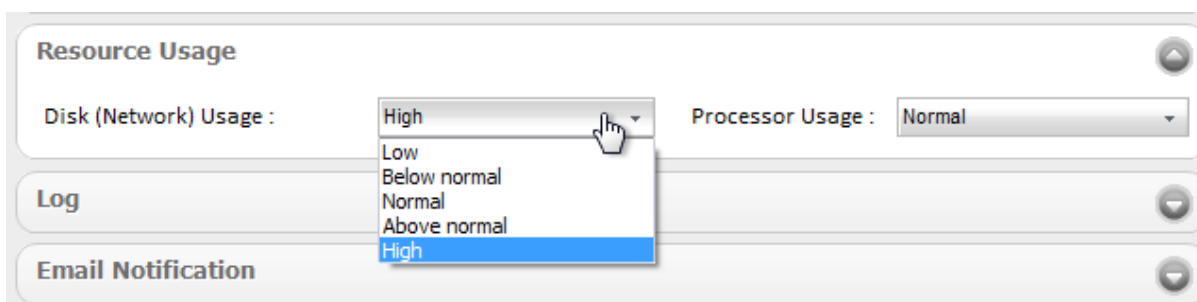 Resource Usage
Disk (Network) Usage : High Processor Usage : Normal
Low
Below normal
Normal
Above normal
High
Log
Email Notification